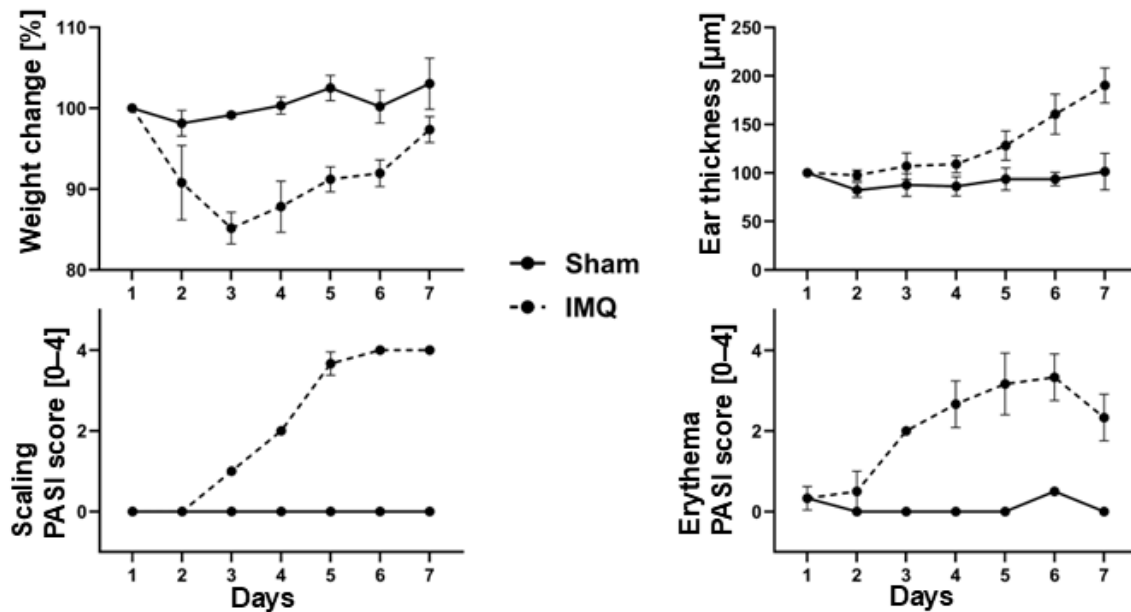 Weight change [%]
110
100
90
80
1 2 3 4 5 6 7
Ear thickness [µm]
250
200
150
100
50
0
1 2 3 4 5 6 7
Sham
IMQ
Scaling
PASI score [0–4]
4
2
0
1 2 3 4 5 6 7
Days
Erythema
PASI score [0–4]
4
2
0
1 2 3 4 5 6 7
Days